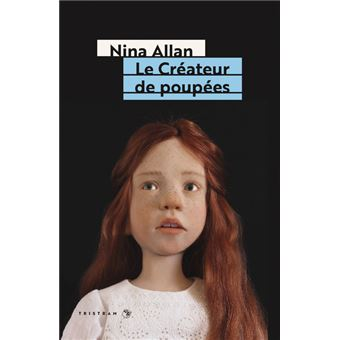 Nina Allan
Le Créateur
de poupées
TRISTRAM